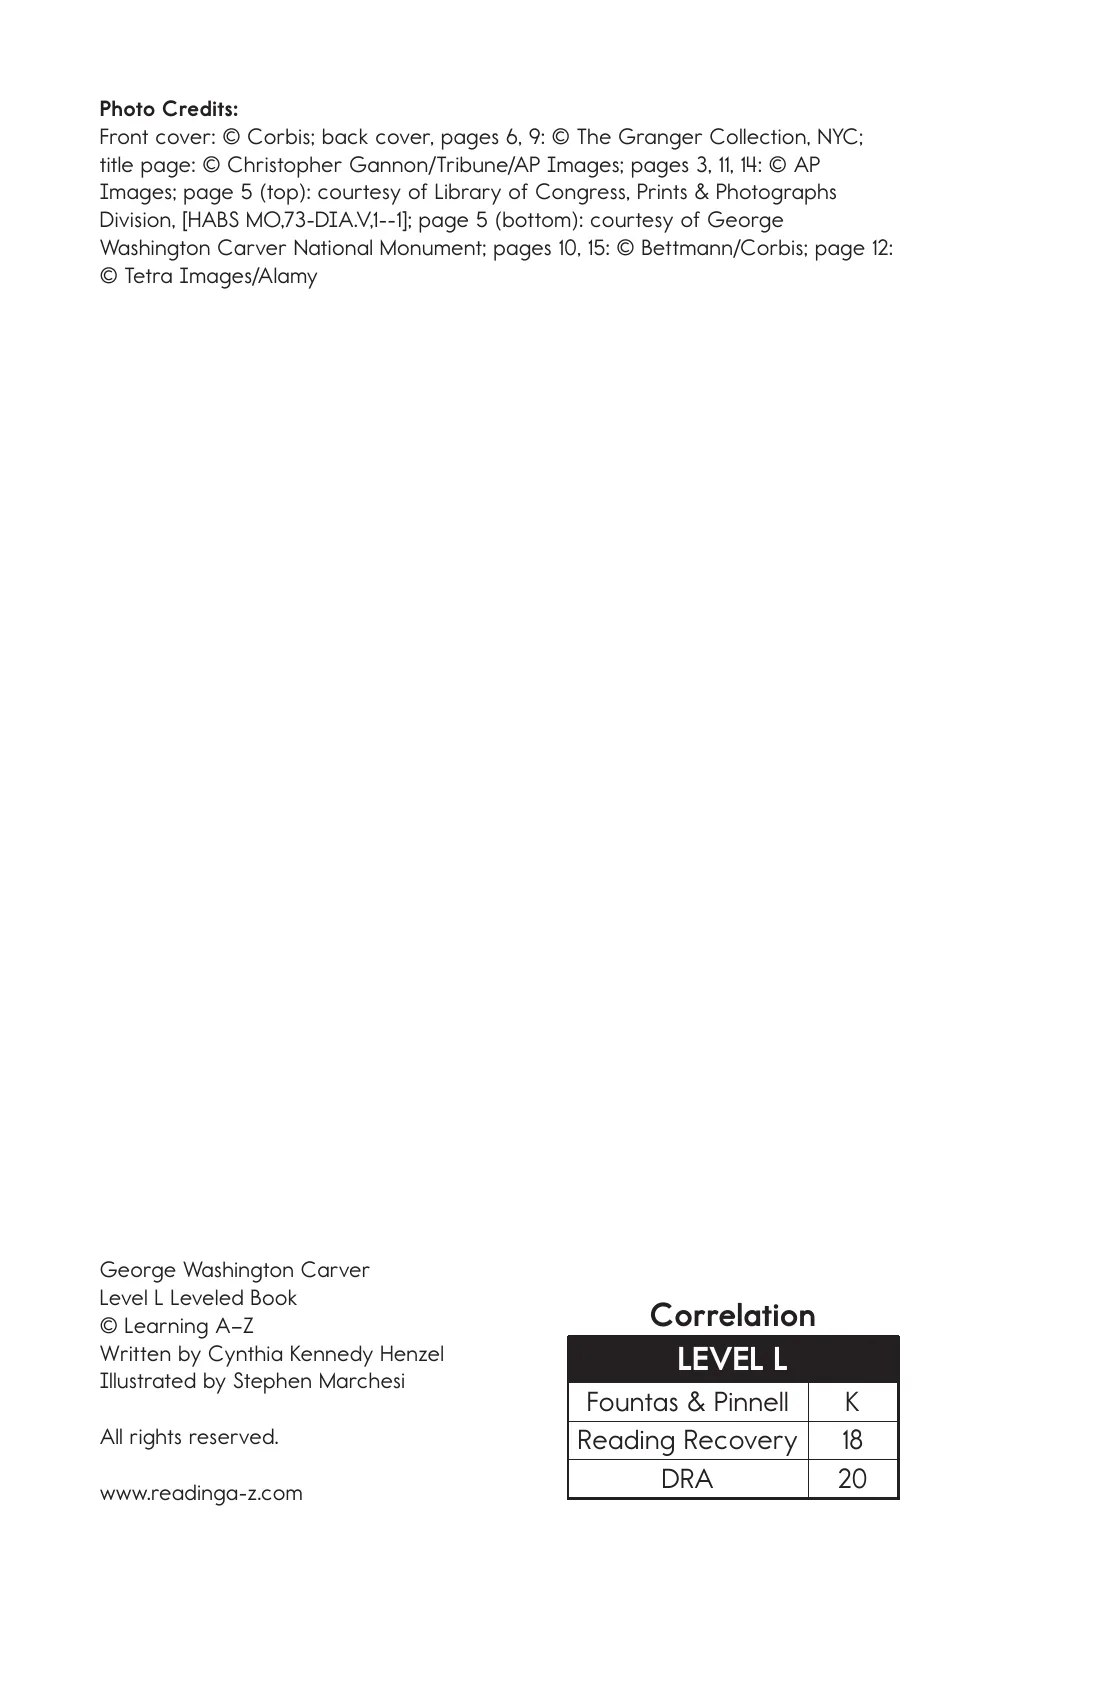 Photo Credits:
Front cover: © Corbis; back cover, pages 6, 9: © The Granger Collection, NYC;
title page: © Christopher Gannon/Tribune/AP Images; pages 3, 11, 14: © AP
Images; page 5 (top): courtesy of Library of Congress, Prints & Photographs
Division, [HABS MO,73-DIA.V,1--1]; page 5 (bottom): courtesy of George
Washington Carver National Monument; pages 10, 15: © Bettmann/Corbis; page 12:
© Tetra Images/Alamy
George Washington Carver
Level L Leveled Book
© Learning A–Z
Written by Cynthia Kennedy Henzel
Illustrated by Stephen Marchesi
All rights reserved.
www.readinga-z.com
Correlation
LEVEL L
Fountas & Pinnell K
Reading Recovery 18
DRA 20